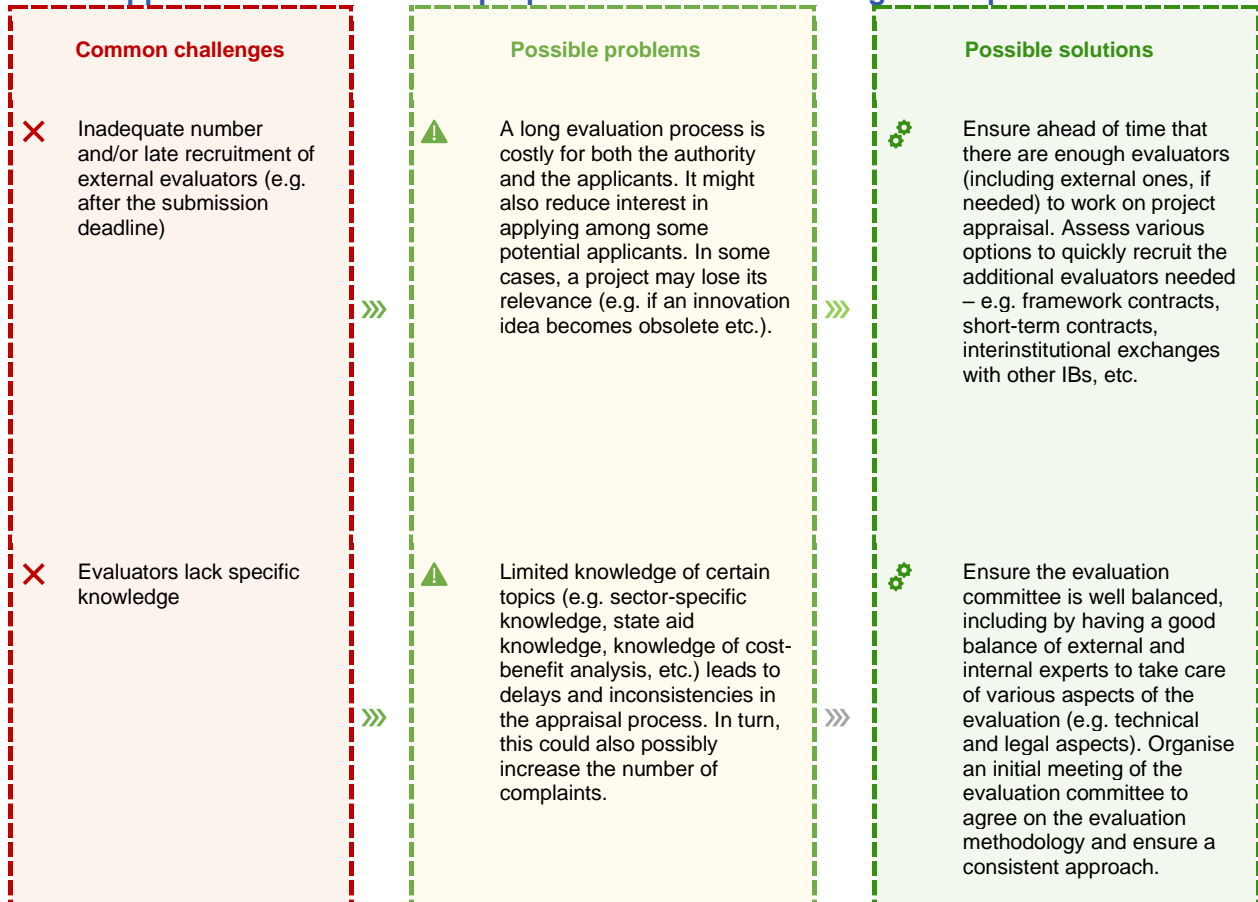 Common challenges
Possible problems
Possible solutions
Inadequate number
and/or late recruitment of
external evaluators (e.g.
after the submission
deadline)
A long evaluation process is
costly for both the authority
and the applicants. It might
also reduce interest in
applying among some
potential applicants. In some
cases, a project may lose its
relevance (e.g. if an innovation
idea becomes obsolete etc.).
Ensure ahead of time that
there are enough evaluators
(including external ones, if
needed) to work on project
appraisal. Assess various
options to quickly recruit the
additional evaluators needed
– e.g. framework contracts,
short-term contracts,
interinstitutional exchanges
with other IBs, etc.
Evaluators lack specific
knowledge
Limited knowledge of certain
topics (e.g. sector-specific
knowledge, state aid
knowledge, knowledge of cost-
benefit analysis, etc.) leads to
delays and inconsistencies in
the appraisal process. In turn,
this could also possibly
increase the number of
complaints.
Ensure the evaluation
committee is well balanced,
including by having a good
balance of external and
internal experts to take care
of various aspects of the
evaluation (e.g. technical
and legal aspects). Organise
an initial meeting of the
evaluation committee to
agree on the evaluation
methodology and ensure a
consistent approach.